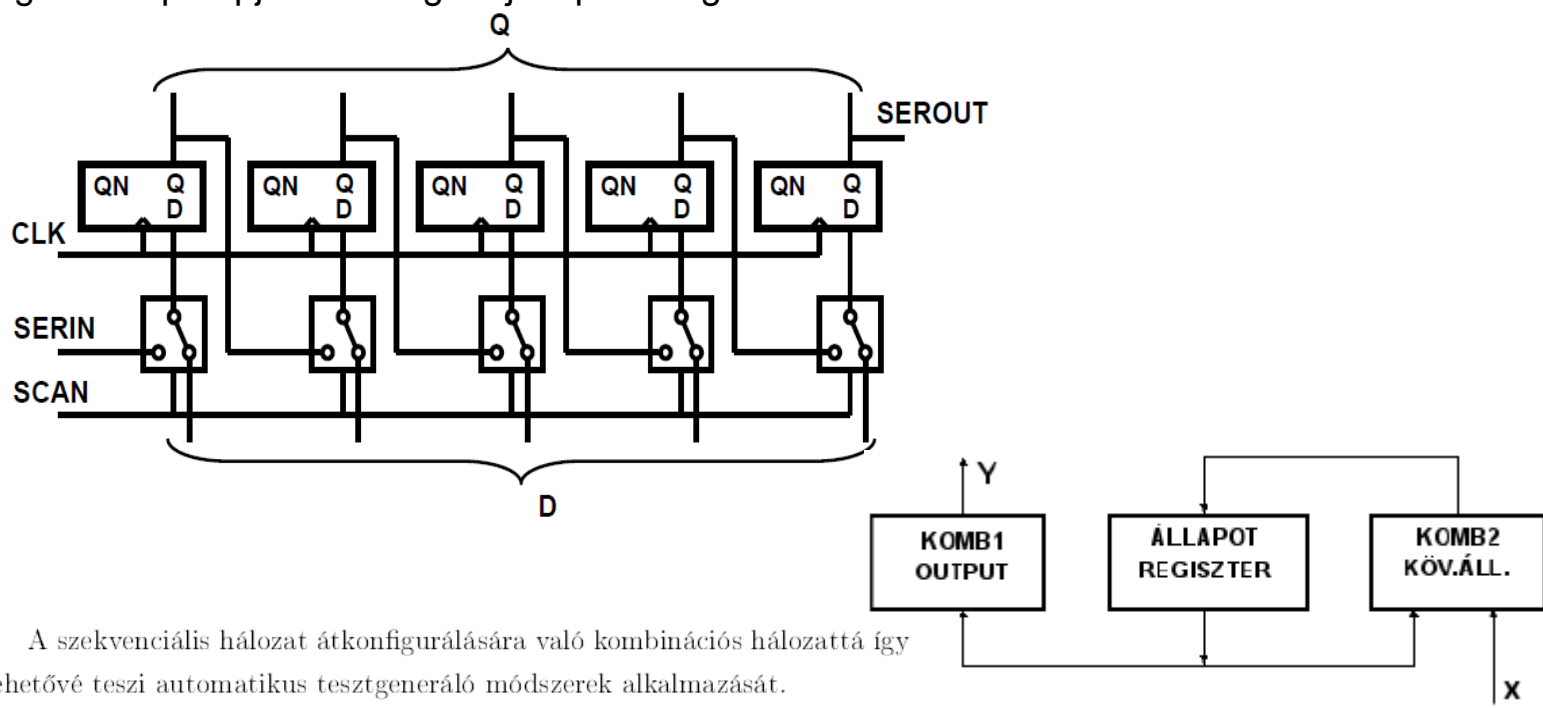 Q
SEROUT
QN Q QN Q QN Q QN Q QN Q
D D D D D
CLK
SERIN
SCAN
D
Y
KOMB1
OUTPUT
ÁLLAPOT
REGISZTER
KOMB2
KÖV.ÁLL.
X
A szekvenciális hálozat átkonfigurálására való kombinációs hálozattá így
ehetővé teszi automatikus tesztgeneráló módszerek alkalmazását.